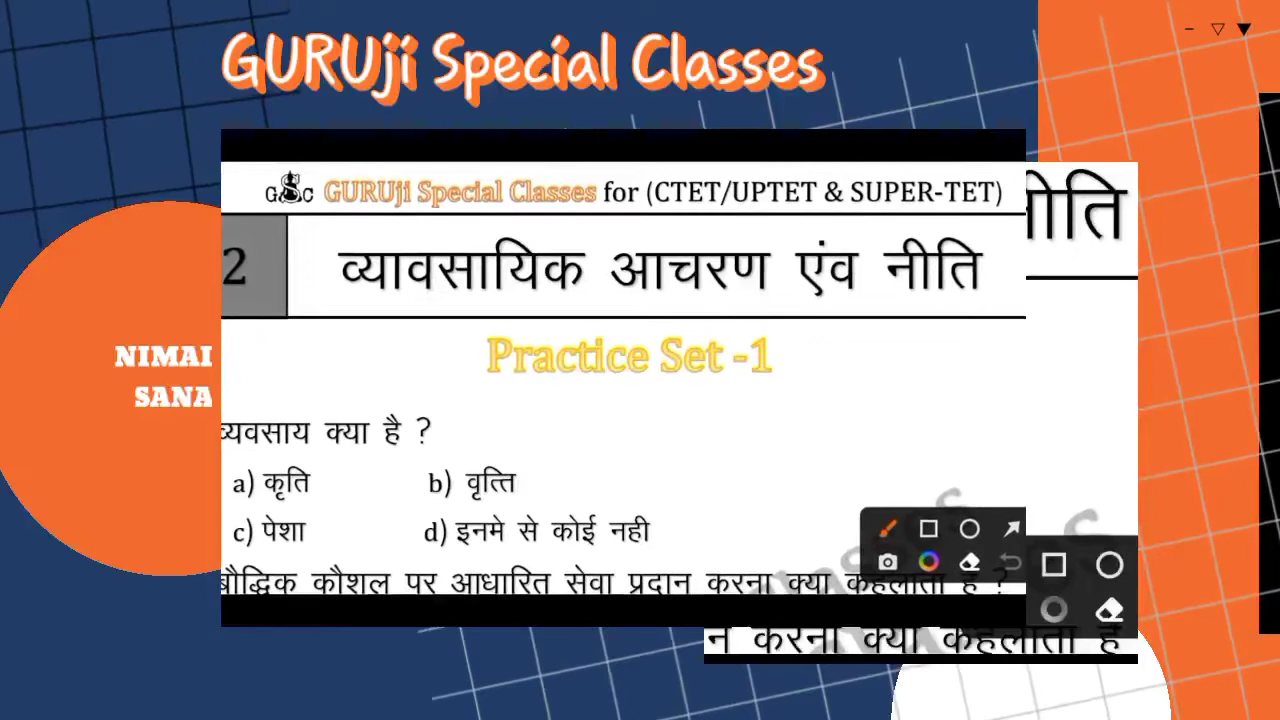 GURUji Special Classes
GSC GURUji Special Classes for (CTET/UPTET & SUPER-TET)
नीति
2 व्यावसायिक आचरण एंव नीति
Practice Set -1
NIMAI
SANA
व्यवसाय क्या है ?
a) कृति b) वृत्ति
c) पेशा d) इनमे से कोई नही
बौद्धिक कौशल पर आधारित सेवा प्रदान करना क्या कहलाता है ?
न करना क्या कहलाता है